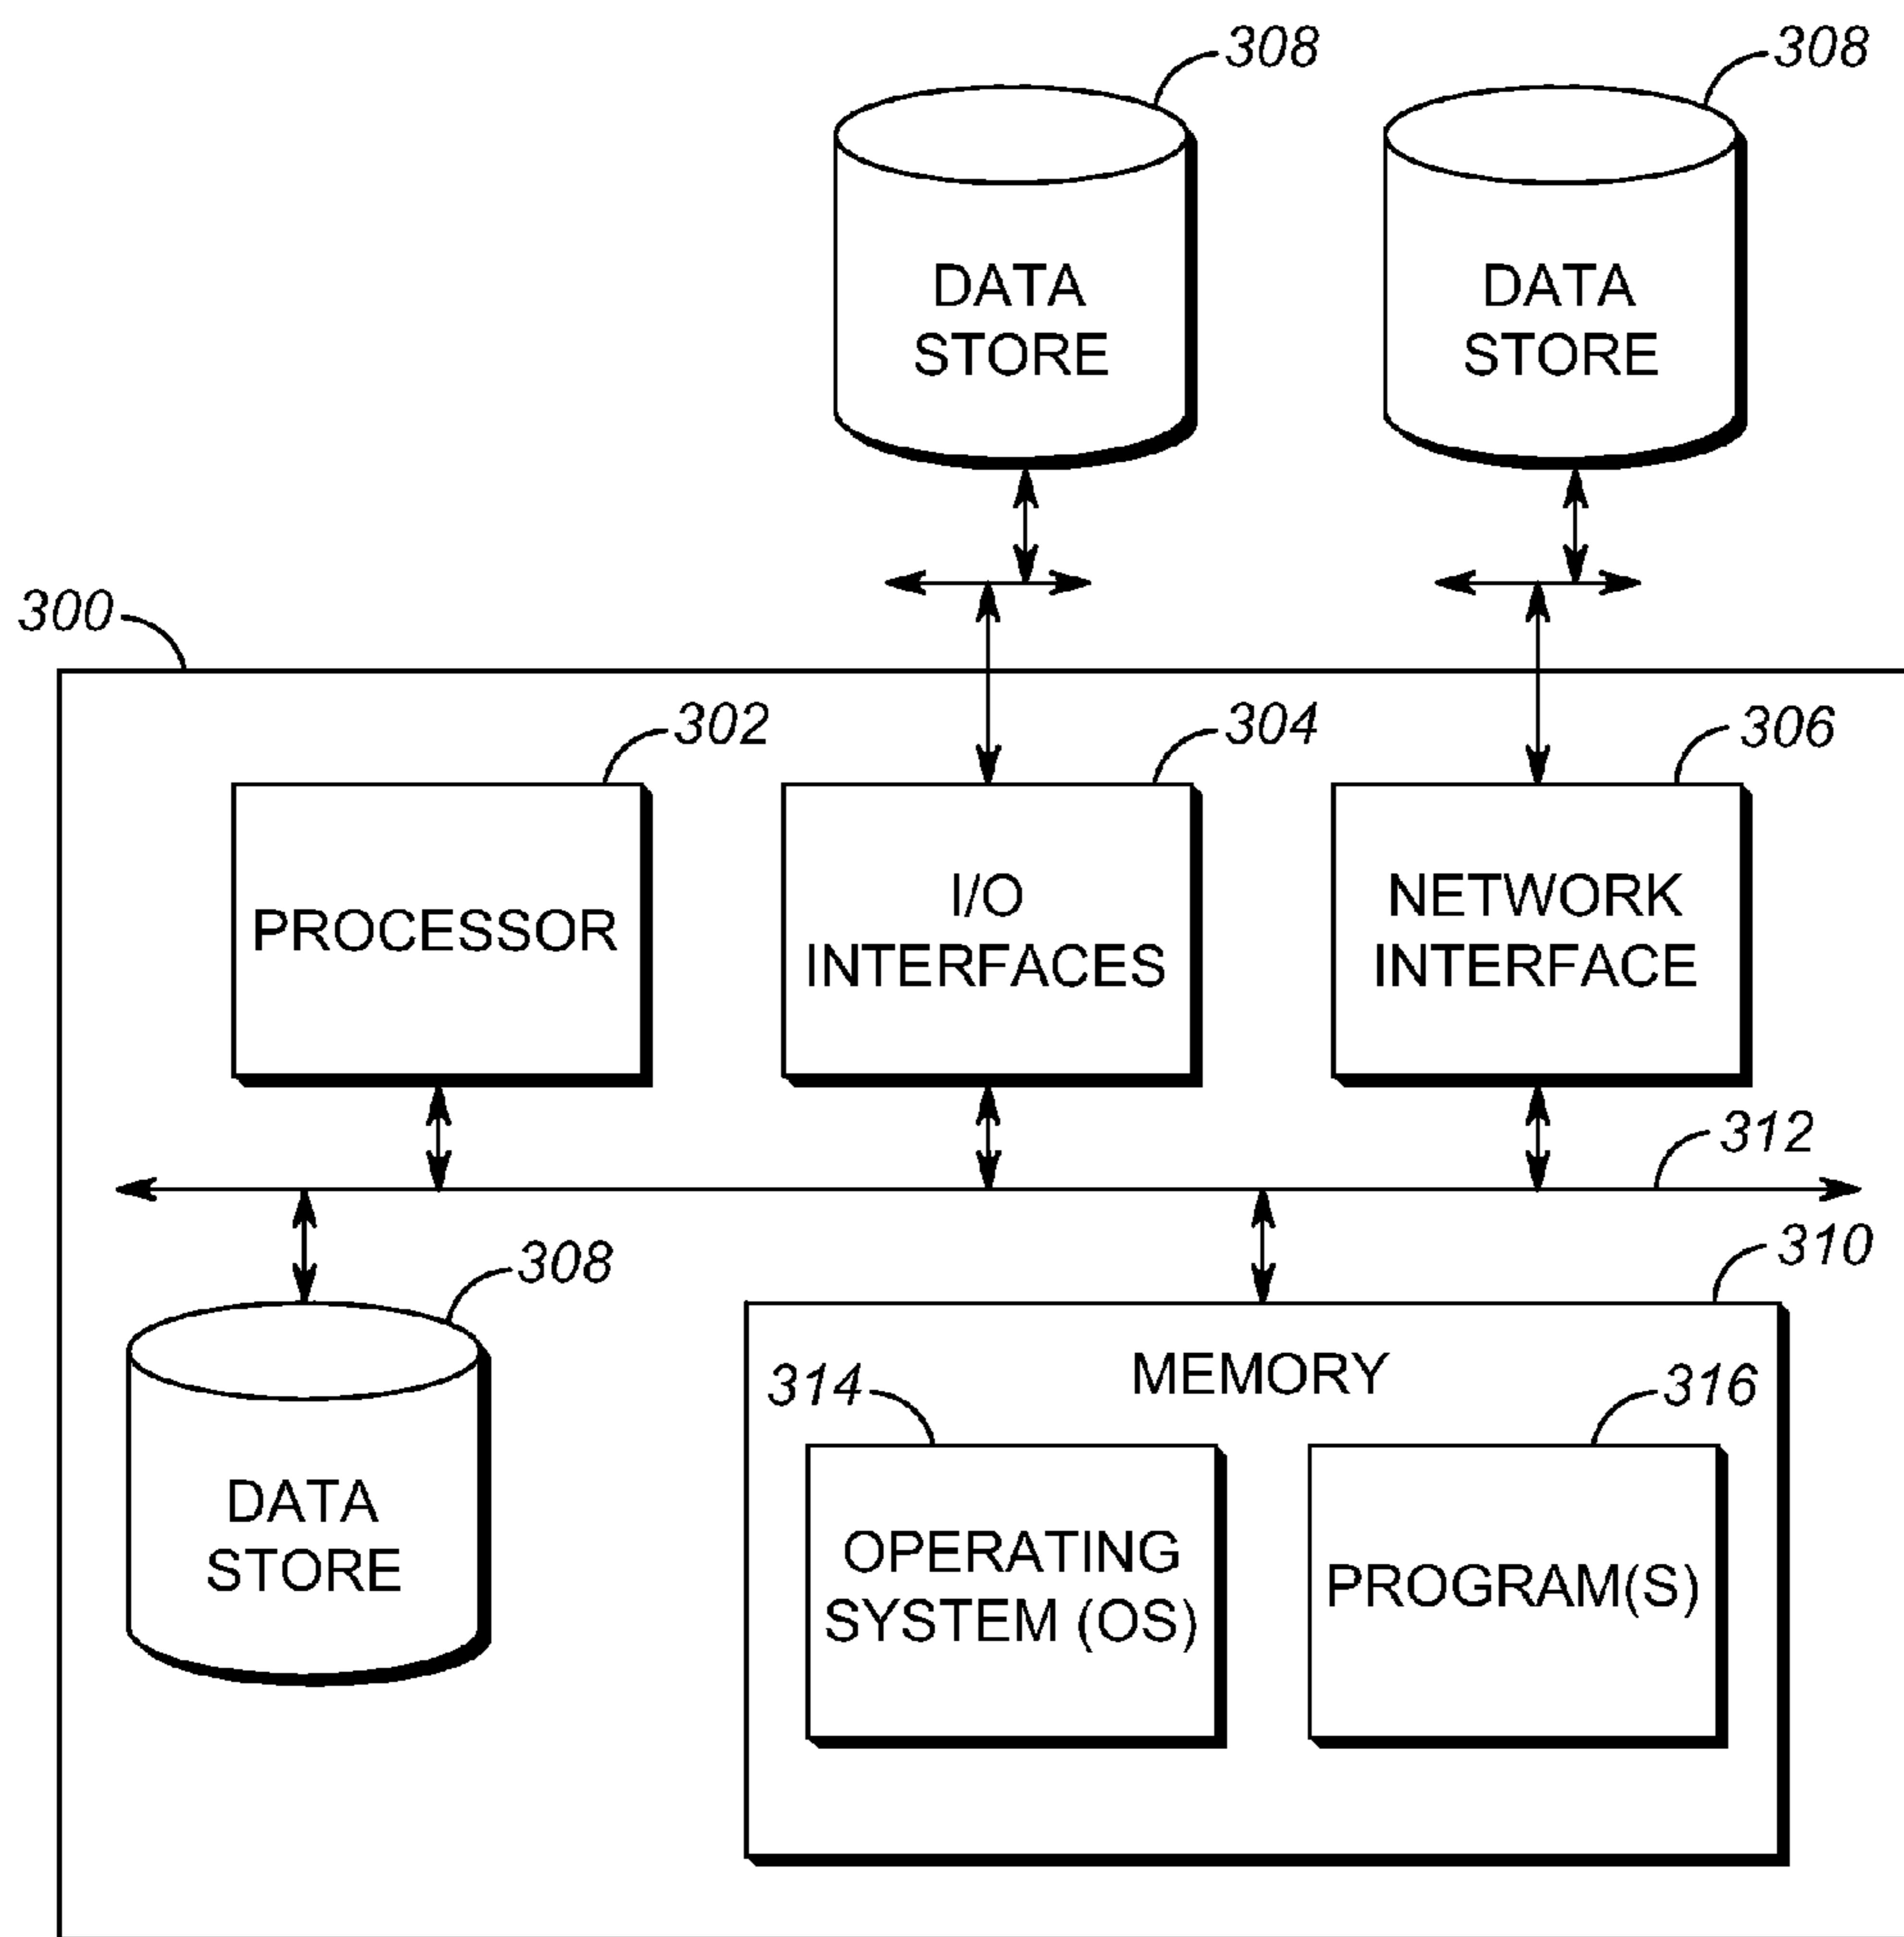 308
308
DATA
STORE
DATA
STORE
300
302
304
306
PROCESSOR
I/O
INTERFACES
NETWORK
INTERFACE
312
310
308
MEMORY
314
316
DATA
STORE
OPERATING
SYSTEM (OS)
PROGRAM(S)